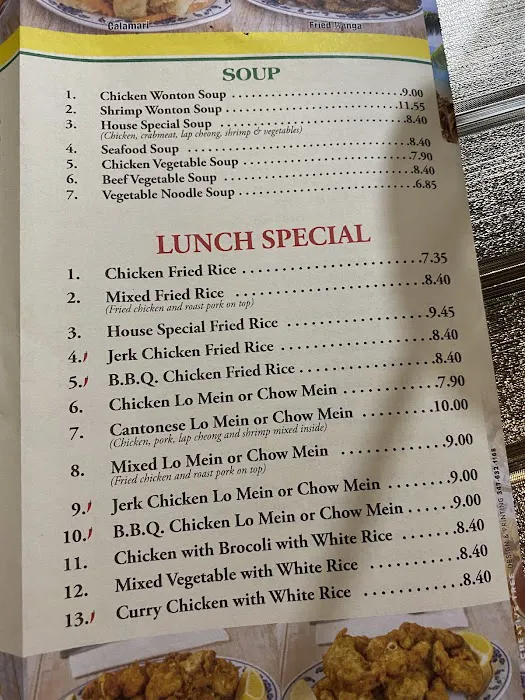 Calamari
Fried Wanga
SOUP
1. Chicken Wonton Soup ..............................9.00
2. Shrimp Wonton Soup ..............................11.55
3. House Special Soup ..............................8.40
(Chicken, crabmeat, lap cheong, shrimp & vegetables)
4. Seafood Soup ..............................8.40
5. Chicken Vegetable Soup ..............................7.90
6. Beef Vegetable Soup ..............................8.40
7. Vegetable Noodle Soup ..............................6.85
LUNCH SPECIAL
1. Chicken Fried Rice ..............................7.35
2. Mixed Fried Rice ..............................8.40
(Fried chicken and roast pork on top)
3. House Special Fried Rice ....................9.45
4. Jerk Chicken Fried Rice ....................8.40
5. B.B.Q. Chicken Fried Rice ....................8.40
6. Chicken Lo Mein or Chow Mein ..............7.90
7. Cantonese Lo Mein or Chow Mein .........10.00
(Chicken, pork, lap cheong and shrimp mixed inside)
8. Mixed Lo Mein or Chow Mein ..............9.00
(Fried chicken and roast pork on top)
9. Jerk Chicken Lo Mein or Chow Mein .......9.00
10. B.B.Q. Chicken Lo Mein or Chow Mein ......9.00
11. Chicken with Brocoli with White Rice .......8.40
12. Mixed Vegetable with White Rice ...........8.40
13. Curry Chicken with White Rice ............8.40
DESIGN & PRINTING 347.632.1168